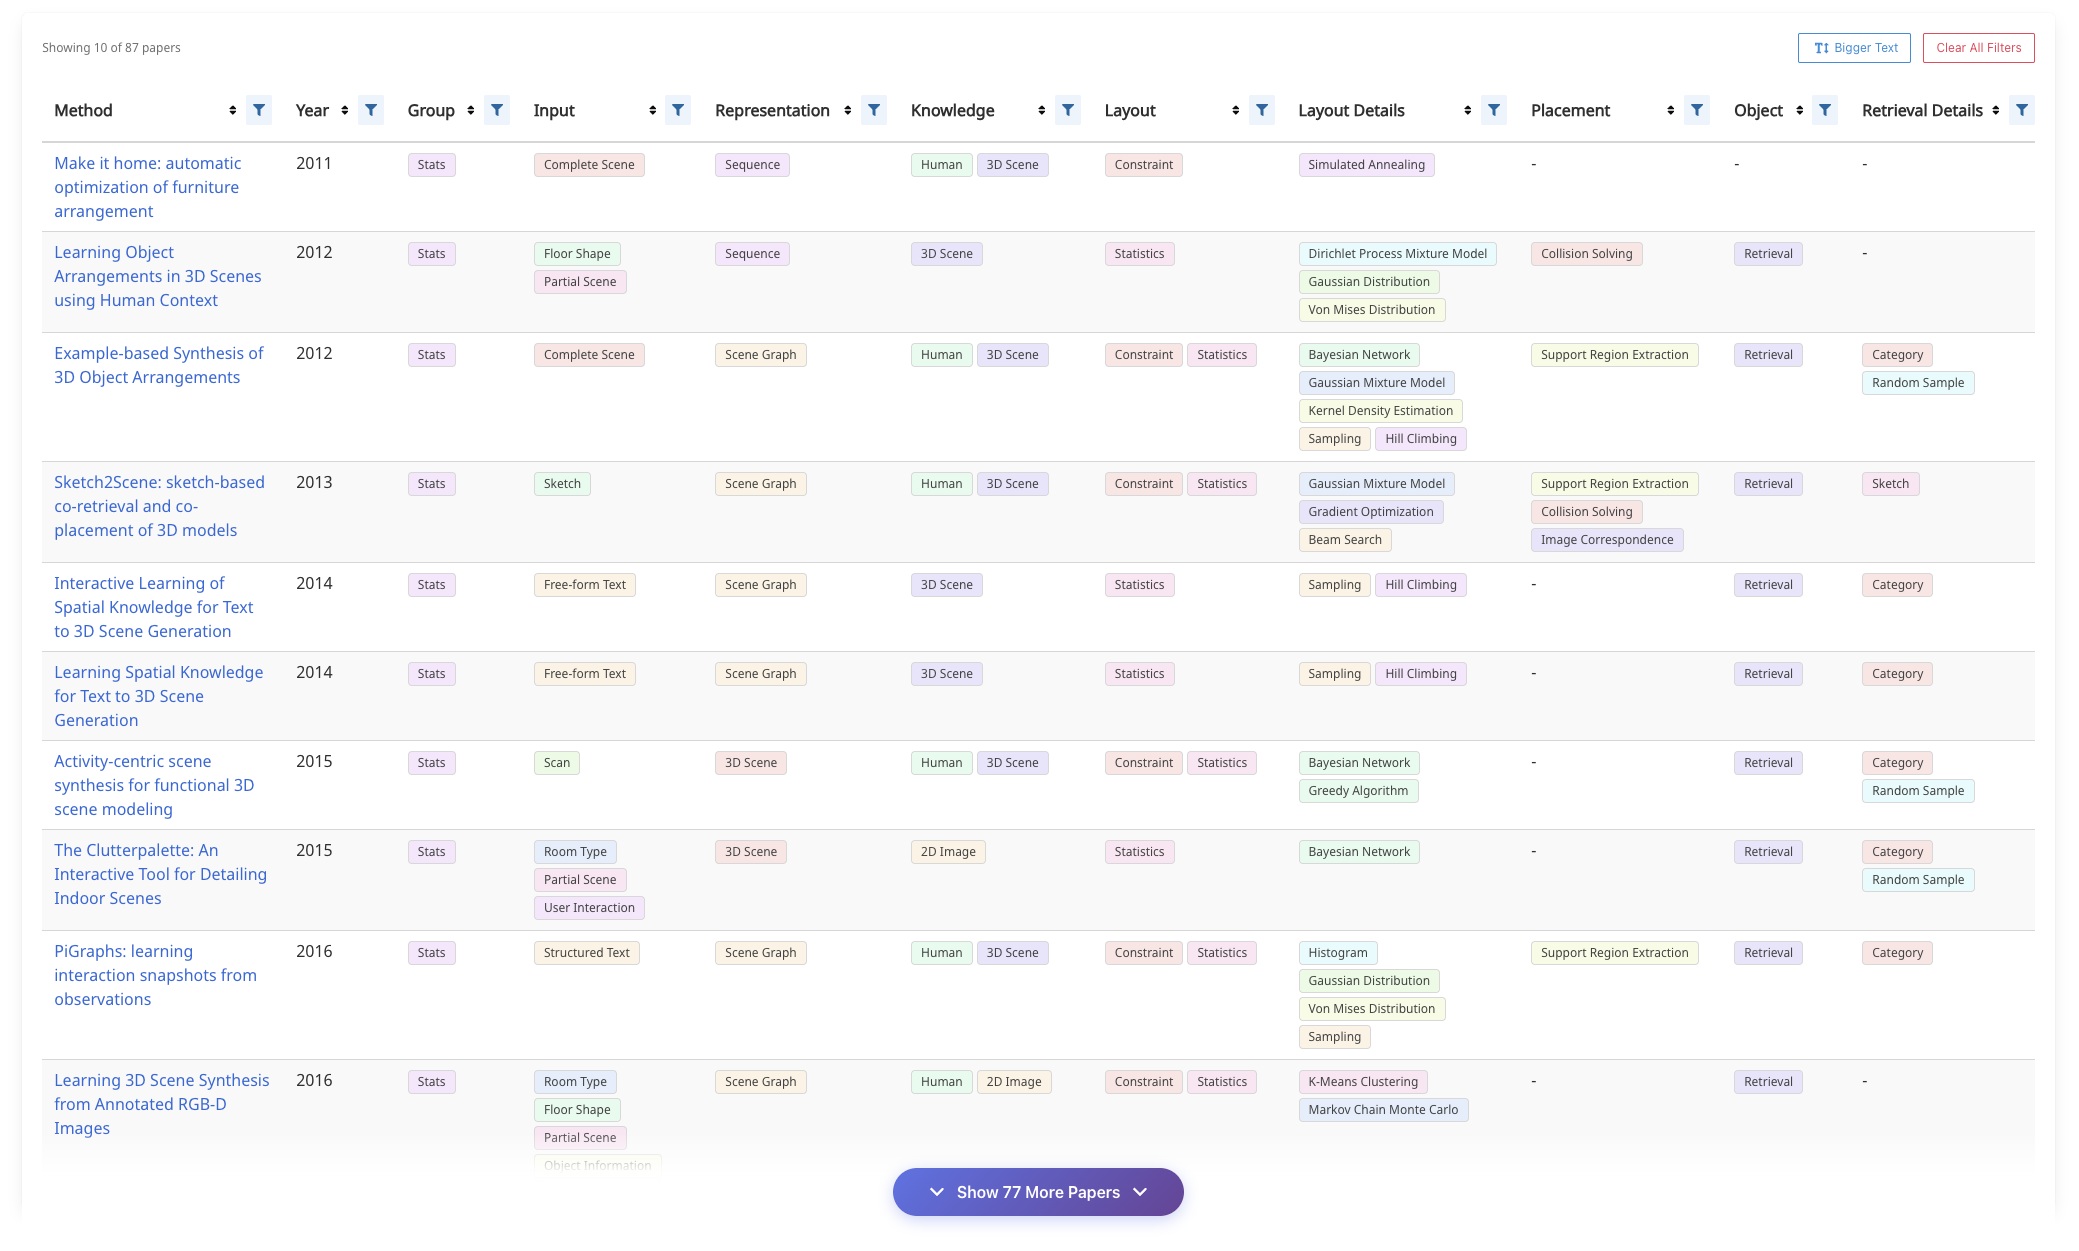 Showing 10 of 87 papers
Bigger Text Clear All Filters
Method Year Group Input Representation Knowledge Layout Layout Details Placement Object Retrieval Details
Make it home: automatic 2011 Stats Complete Scene Sequence Human 3D Scene Constraint Simulated Annealing - - -
optimization of furniture
arrangement
Learning Object 2012 Stats Floor Shape Sequence 3D Scene Statistics Dirichlet Process Mixture Model Collision Solving Retrieval -
Arrangements in 3D Scenes Partial Scene Gaussian Distribution
using Human Context Von Mises Distribution
Example-based Synthesis of 2012 Stats Complete Scene Scene Graph Human 3D Scene Constraint Statistics Bayesian Network Support Region Extraction Retrieval Category
3D Object Arrangements Gaussian Mixture Model Random Sample
Kernel Density Estimation
Sampling Hill Climbing
Sketch2Scene: sketch-based 2013 Stats Sketch Scene Graph Human 3D Scene Constraint Statistics Gaussian Mixture Model Support Region Extraction Retrieval Sketch
co-retrieval and co- Gradient Optimization Collision Solving
placement of 3D models Beam Search Image Correspondence
Interactive Learning of 2014 Stats Free-form Text Scene Graph 3D Scene Statistics Sampling Hill Climbing - Retrieval Category
Spatial Knowledge for Text
to 3D Scene Generation
Learning Spatial Knowledge 2014 Stats Free-form Text Scene Graph 3D Scene Statistics Sampling Hill Climbing - Retrieval Category
for Text to 3D Scene
Generation
Activity-centric scene 2015 Stats Scan 3D Scene Human 3D Scene Constraint Statistics Bayesian Network - Retrieval Category
synthesis for functional 3D Greedy Algorithm Random Sample
scene modeling
The Clutterpalette: An 2015 Stats Room Type 3D Scene 2D Image Statistics Bayesian Network - Retrieval Category
Interactive Tool for Detailing Partial Scene Random Sample
Indoor Scenes User Interaction
PiGraphs: learning 2016 Stats Structured Text Scene Graph Human 3D Scene Constraint Statistics Histogram Support Region Extraction Retrieval Category
interaction snapshots from Gaussian Distribution
observations Von Mises Distribution
Sampling
Learning 3D Scene Synthesis 2016 Stats Room Type Scene Graph Human 2D Image Constraint Statistics K-Means Clustering - Retrieval -
from Annotated RGB-D Floor Shape Markov Chain Monte Carlo
Images Partial Scene
Object Information
Show 77 More Papers